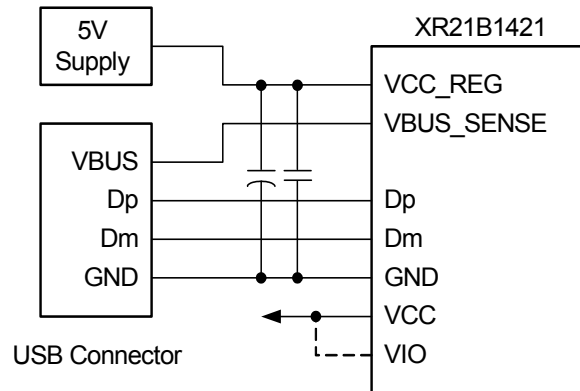 XR21B1421
5V
Supply
VCC_REG
VBUS_SENSE
VBUS
Dp
Dp
Dm
Dm
GND
GND
VCC
VIO
USB Connector